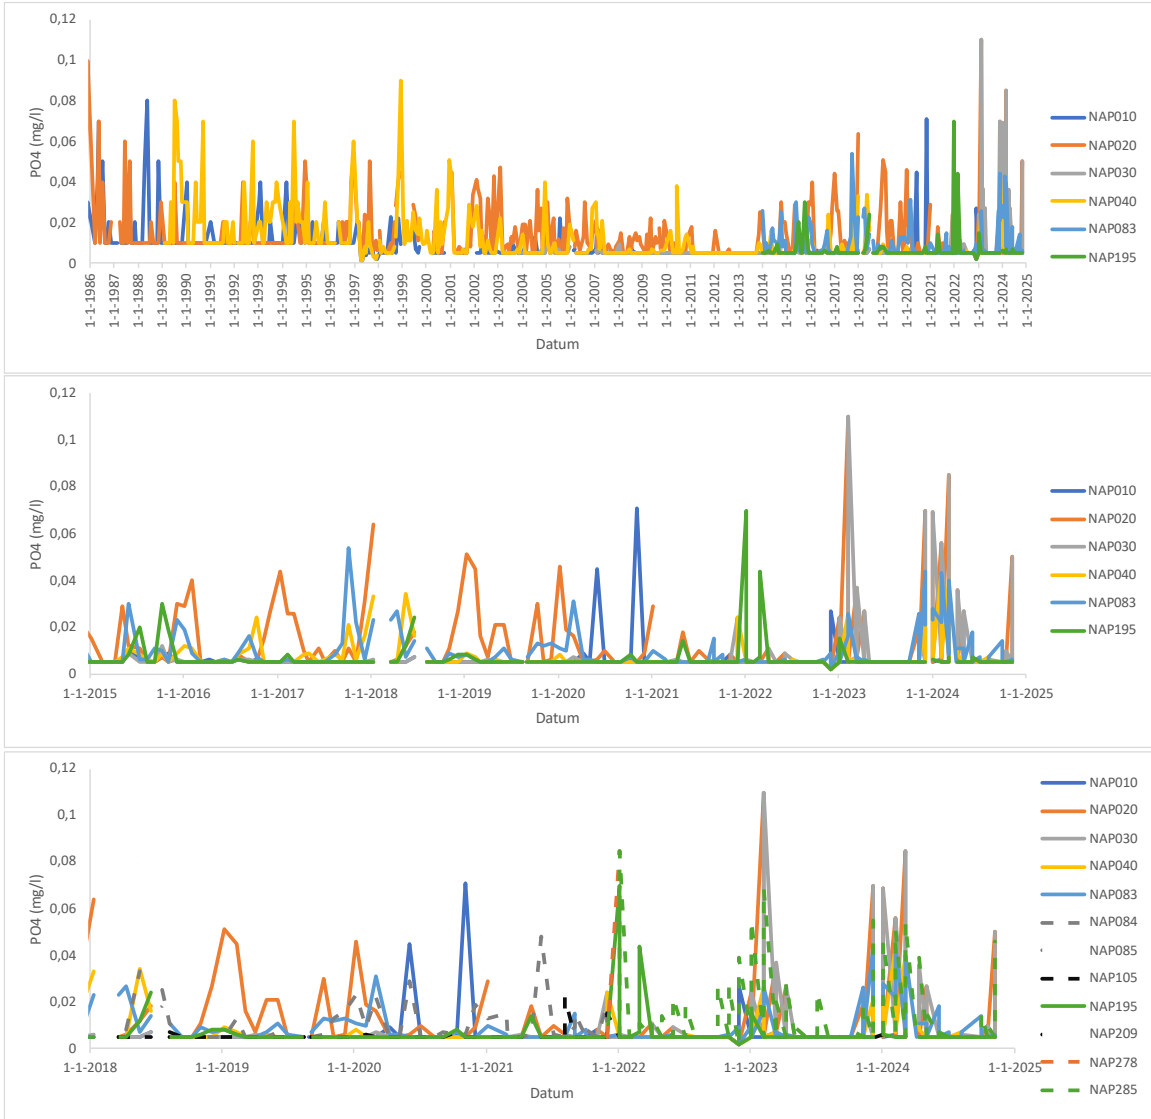 0,12
0,1
0,08
0,06
0,04
0,02
0
PO4 (mg/l)
1-1-1986
1-1-1987
1-1-1988
1-1-1989
1-1-1990
1-1-1991
1-1-1992
1-1-1993
1-1-1994
1-1-1995
1-1-1996
1-1-1997
1-1-1998
1-1-1999
1-1-2000
1-1-2001
1-1-2002
1-1-2003
1-1-2004
1-1-2005
1-1-2006
1-1-2007
1-1-2008
1-1-2009
1-1-2010
1-1-2011
1-1-2012
1-1-2013
1-1-2014
1-1-2015
1-1-2016
1-1-2017
1-1-2018
1-1-2019
1-1-2020
1-1-2021
1-1-2022
1-1-2023
1-1-2024
1-1-2025
Datum
NAP010
NAP020
NAP030
NAP040
NAP083
NAP195
0,12
0,1
0,08
0,06
0,04
0,02
0
PO4 (mg/l)
1-1-2015 1-1-2016 1-1-2017 1-1-2018 1-1-2019 1-1-2020 1-1-2021 1-1-2022 1-1-2023 1-1-2024 1-1-2025
Datum
NAP010
NAP020
NAP030
NAP040
NAP083
NAP195
0,12
0,1
0,08
0,06
0,04
0,02
0
PO4 (mg/l)
1-1-2018 1-1-2019 1-1-2020 1-1-2021 1-1-2022 1-1-2023 1-1-2024 1-1-2025
Datum
NAP010
NAP020
NAP030
NAP040
NAP083
NAP084
NAP085
NAP105
NAP195
NAP209
NAP278
NAP285